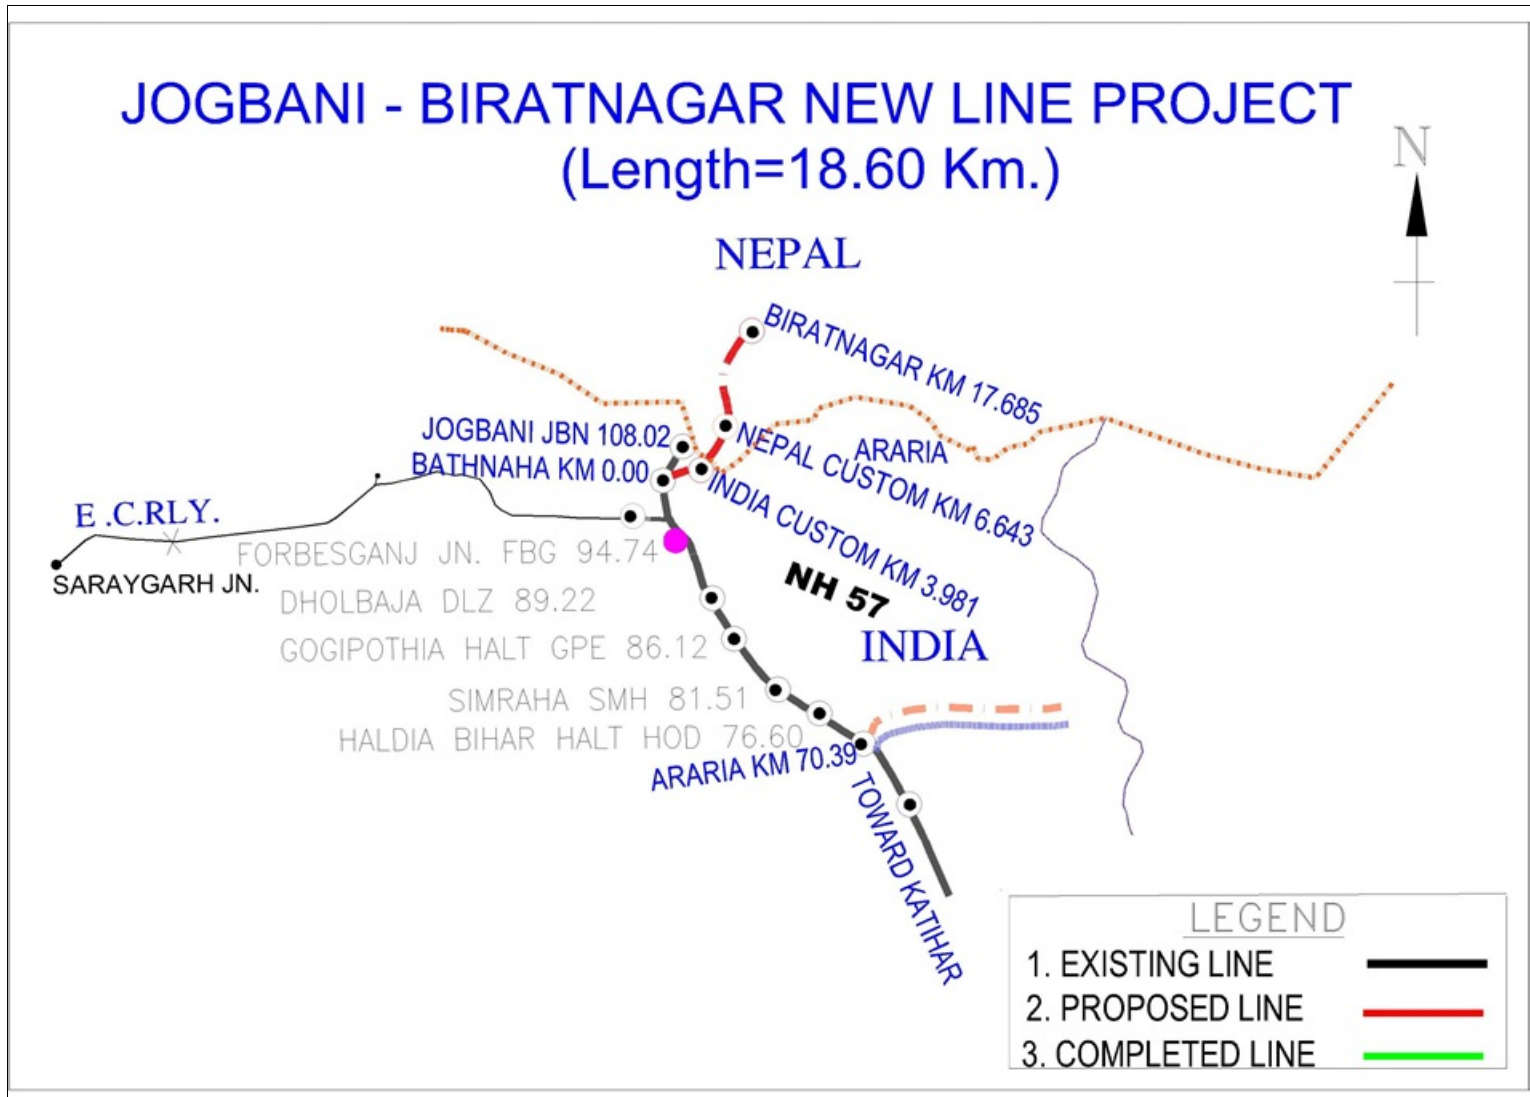 JOGBANI - BIRATNAGAR NEW LINE PROJECT
(Length=18.60 Km.)
N
NEPAL
BIRATNAGAR KM 17.685
JOGBANI JBN 108.02
BATHNAHA KM 0.00
ARARIA
NEPAL CUSTOM KM 6.643
INDIA CUSTOM KM 3.981
E .C.RLY.
SARAYGARH JN.
FORBESGANJ JN. FBG 94.74
DHOLBAJA DLZ 89.22
GOGIPOTHIA HALT GPE 86.12
SIMRAHA SMH 81.51
HALDIA BIHAR HALT HOD 76.60
NH 57
INDIA
ARARIA KM 70.39
TOWARD KATIHAR
LEGEND
1. EXISTING LINE
2. PROPOSED LINE
3. COMPLETED LINE